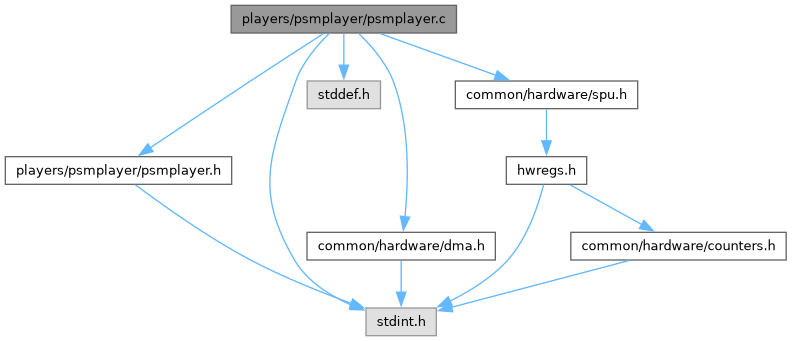 players/psmplayer/psmplayer.c
stddef.h
common/hardware/spu.h
players/psmplayer/psmplayer.h
hwregs.h
common/hardware/dma.h
common/hardware/counters.h
stdint.h